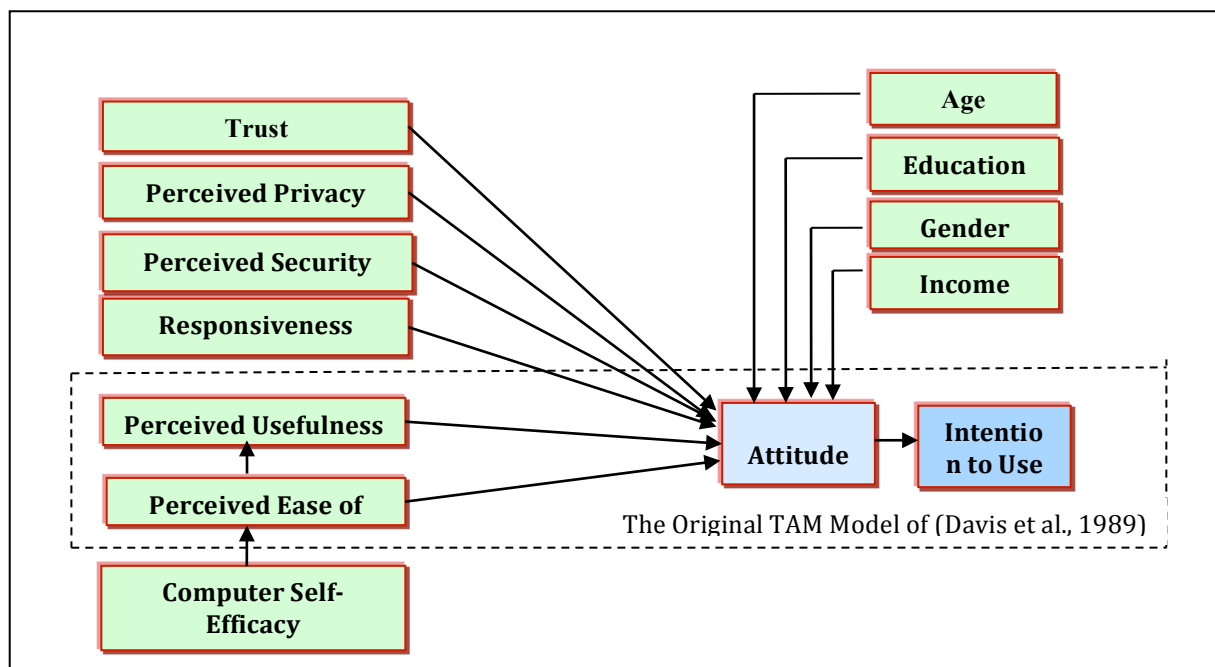 Trust
Perceived Privacy
Perceived Security
Responsiveness
Perceived Usefulness
Perceived Ease of
Computer Self-
Efficacy
Age
Education
Gender
Income
Attitude
Intentio
n to Use
The Original TAM Model of (Davis et al., 1989)